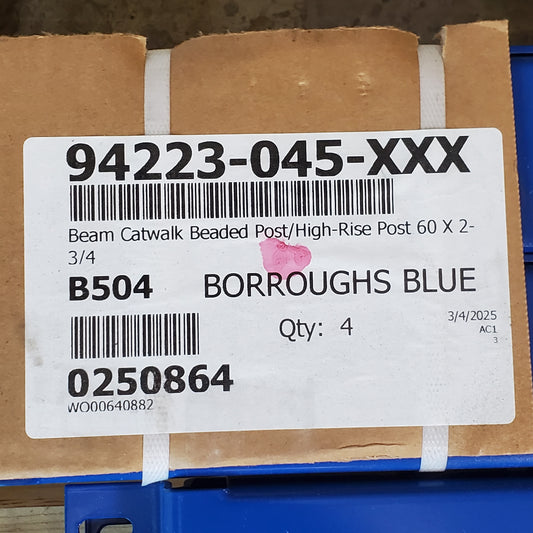 94223-045-XXX
Beam Catwalk Beaded Post/High-Rise Post 60 X 2-
3/4
B504 BORROUGHS BLUE
Qty: 4 3/4/2025
AC1
3
0250864
WO00640882